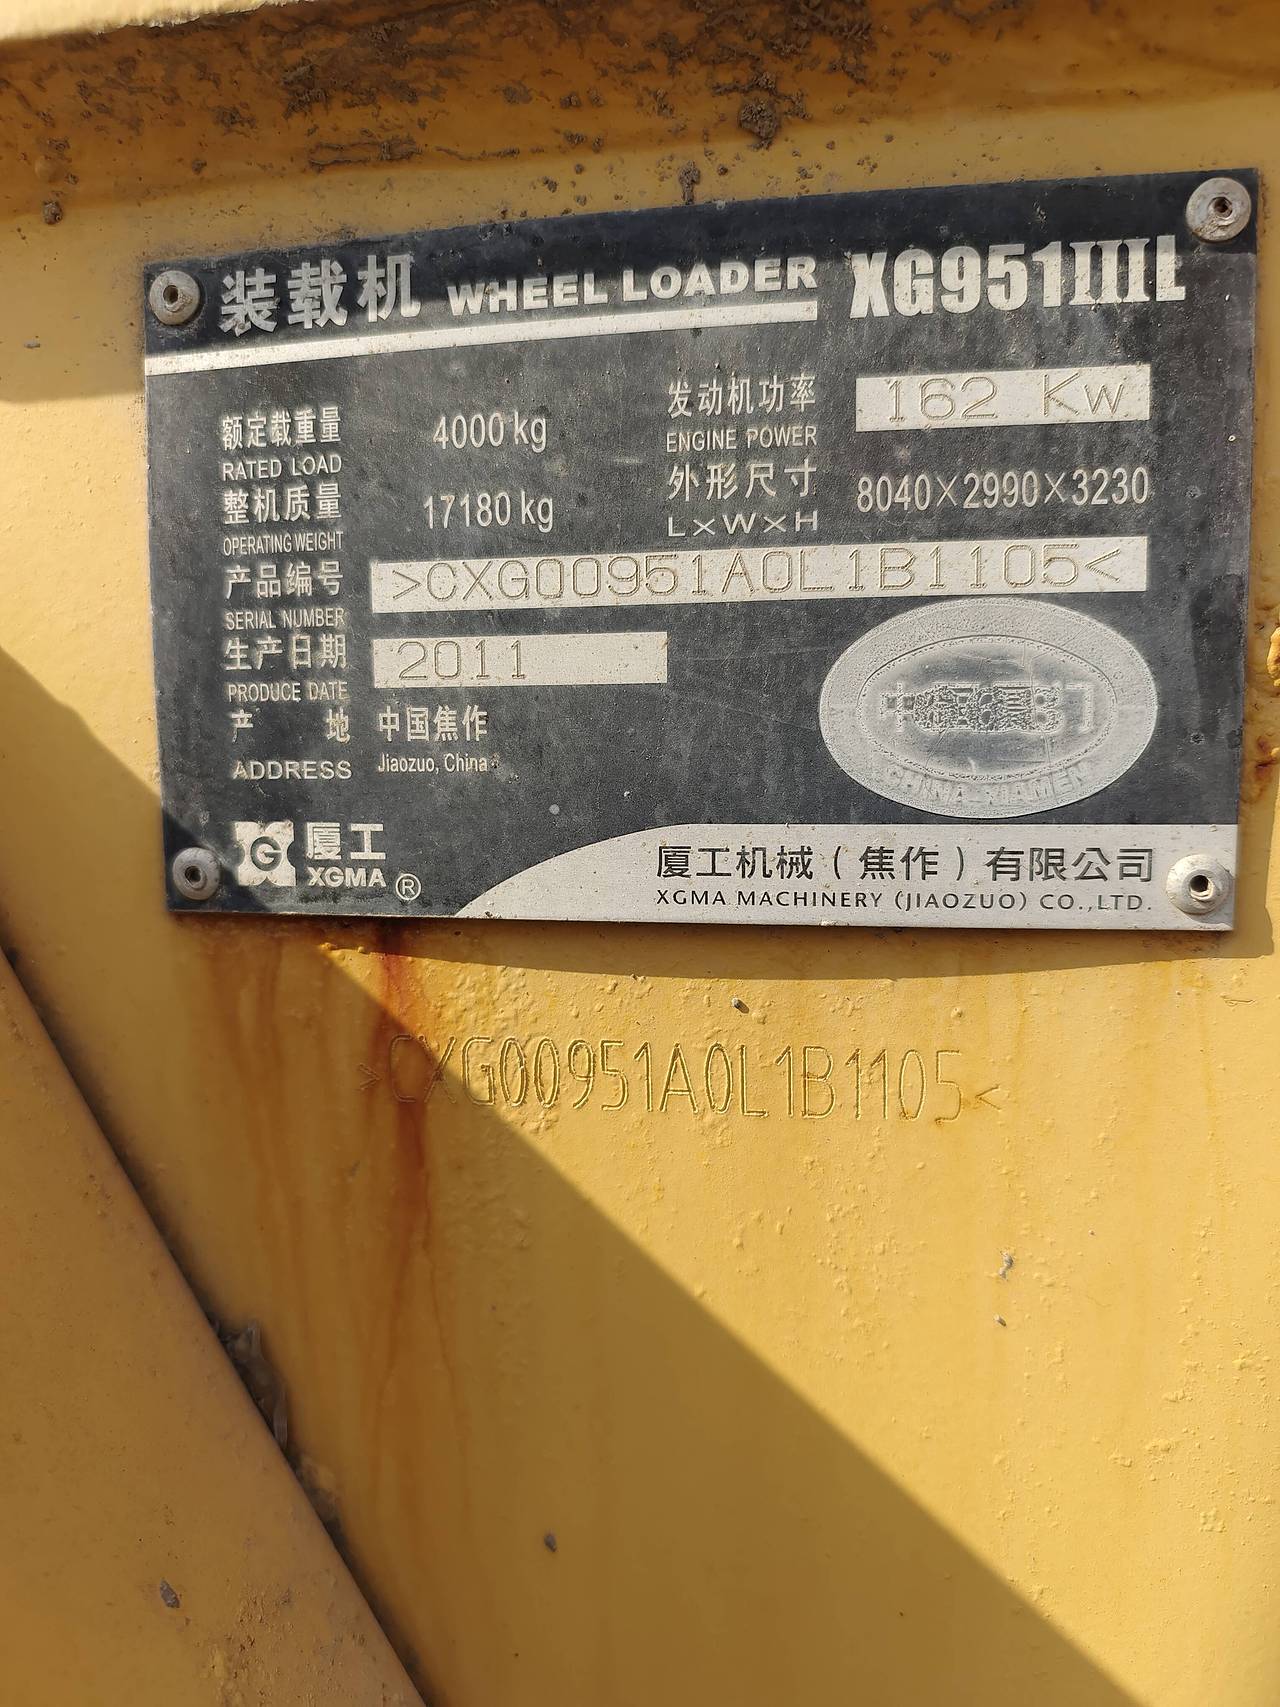 装载机 WHEEL LOADER XG951IIIL
额定载重量 4000 kg 发动机功率 162 Kw
RATED LOAD ENGINE POWER
整机质量 17180 kg 外形尺寸 8040×2990×3230
OPERATING WEIGHT L×W×H
产品编号 >CXG00951A0L1B1105<
SERIAL NUMBER
生产日期 2011
PRODUCE DATE
产地 中国焦作
ADDRESS Jiaozuo, China
CHINA-XIAMEN
G 厦工
XGMA ®
厦工机械（焦作）有限公司
XGMA MACHINERY (JIAOZUO) CO.,LTD.
>CXG00951A0L1B1105<